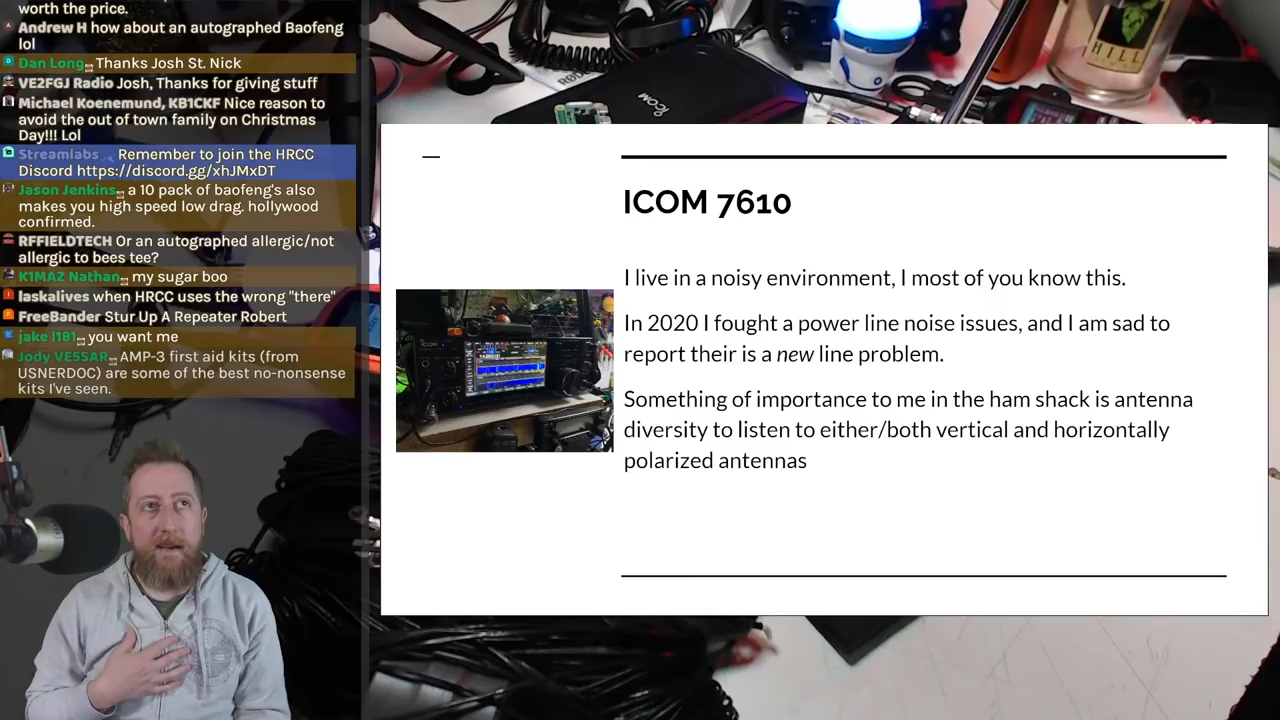 worth the price.
Andrew H how about an autographed Baofeng
lol
Dan Long Thanks Josh St. Nick
VE2FGJ Radio Josh, Thanks for giving stuff
Michael Koenemund, KB1CKF Nice reason to
avoid the out of town family on Christmas
Day!!! Lol
Streamlabs Remember to join the HRCC
Discord https://discord.gg/xhJMxDT
Jason Jenkins a 10 pack of baofeng's also
makes you high speed low drag. hollywood
confirmed.
RFFIELDTECH Or an autographed allergic/not
allergic to bees tee?
K1MAZ Nathan my sugar boo
laskalives when HRCC uses the wrong "there"
FreeBander Stur Up A Repeater Robert
jake l181 you want me
Jody VE5SAR AMP-3 first aid kits (from
USNERDOC) are some of the best no-nonsense
kits I've seen.
ICOM
HILL
ICOM 7610
I live in a noisy environment, I most of you know this.
In 2020 I fought a power line noise issues, and I am sad to
report their is a new line problem.
Something of importance to me in the ham shack is antenna
diversity to listen to either/both vertical and horizontally
polarized antennas
ICOM